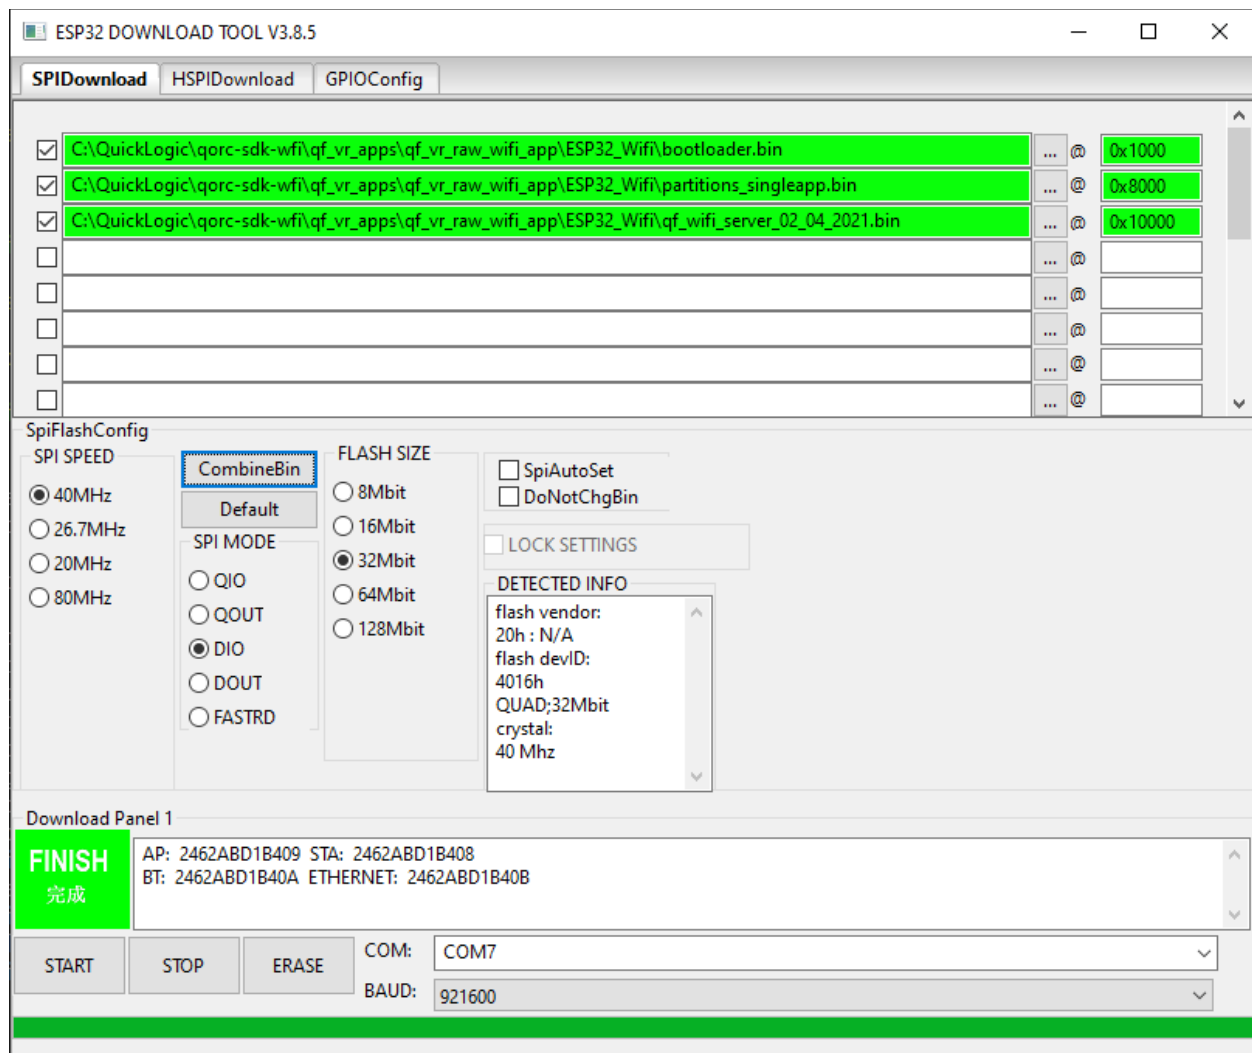 ESP32 DOWNLOAD TOOL V3.8.5
SPIDownload HSPIDownload GPIOConfig
C:\QuickLogic\qorc-sdk-wfi\qf_vr_apps\qf_vr_raw_wifi_app\ESP32_Wifi\bootloader.bin ... @ 0x1000
C:\QuickLogic\qorc-sdk-wfi\qf_vr_apps\qf_vr_raw_wifi_app\ESP32_Wifi\partitions_singleapp.bin ... @ 0x8000
C:\QuickLogic\qorc-sdk-wfi\qf_vr_apps\qf_vr_raw_wifi_app\ESP32_Wifi\qf_wifi_server_02_04_2021.bin ... @ 0x10000
... @
... @
... @
... @
... @
SpiFlashConfig
SPI SPEED
40MHz
26.7MHz
20MHz
80MHz
CombineBin
Default
SPI MODE
QIO
QOUT
DIO
DOUT
FASTRD
FLASH SIZE
8Mbit
16Mbit
32Mbit
64Mbit
128Mbit
SpiAutoSet
DoNotChgBin
LOCK SETTINGS
DETECTED INFO
flash vendor:
20h : N/A
flash devID:
4016h
QUAD;32Mbit
crystal:
40 Mhz
Download Panel 1
FINISH
完成
AP: 2462ABD1B409 STA: 2462ABD1B408
BT: 2462ABD1B40A ETHERNET: 2462ABD1B40B
START STOP ERASE
COM: COM7
BAUD: 921600